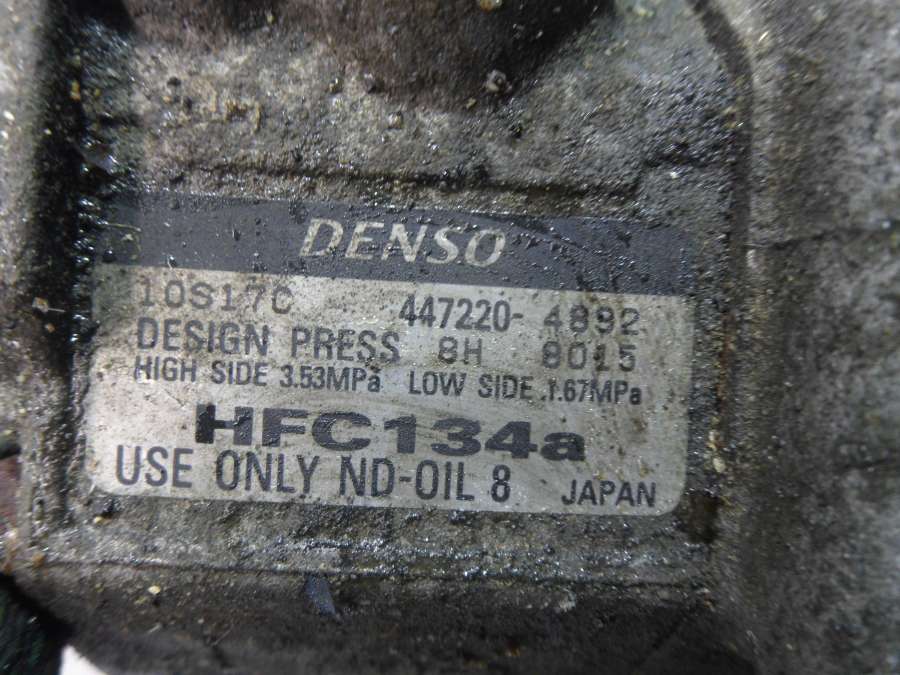 DENSO
10S17C 447220-4892
DESIGN PRESS 8H 8015
HIGH SIDE 3.53MPa LOW SIDE 1.67MPa
HFC134a
USE ONLY ND-OIL 8 JAPAN